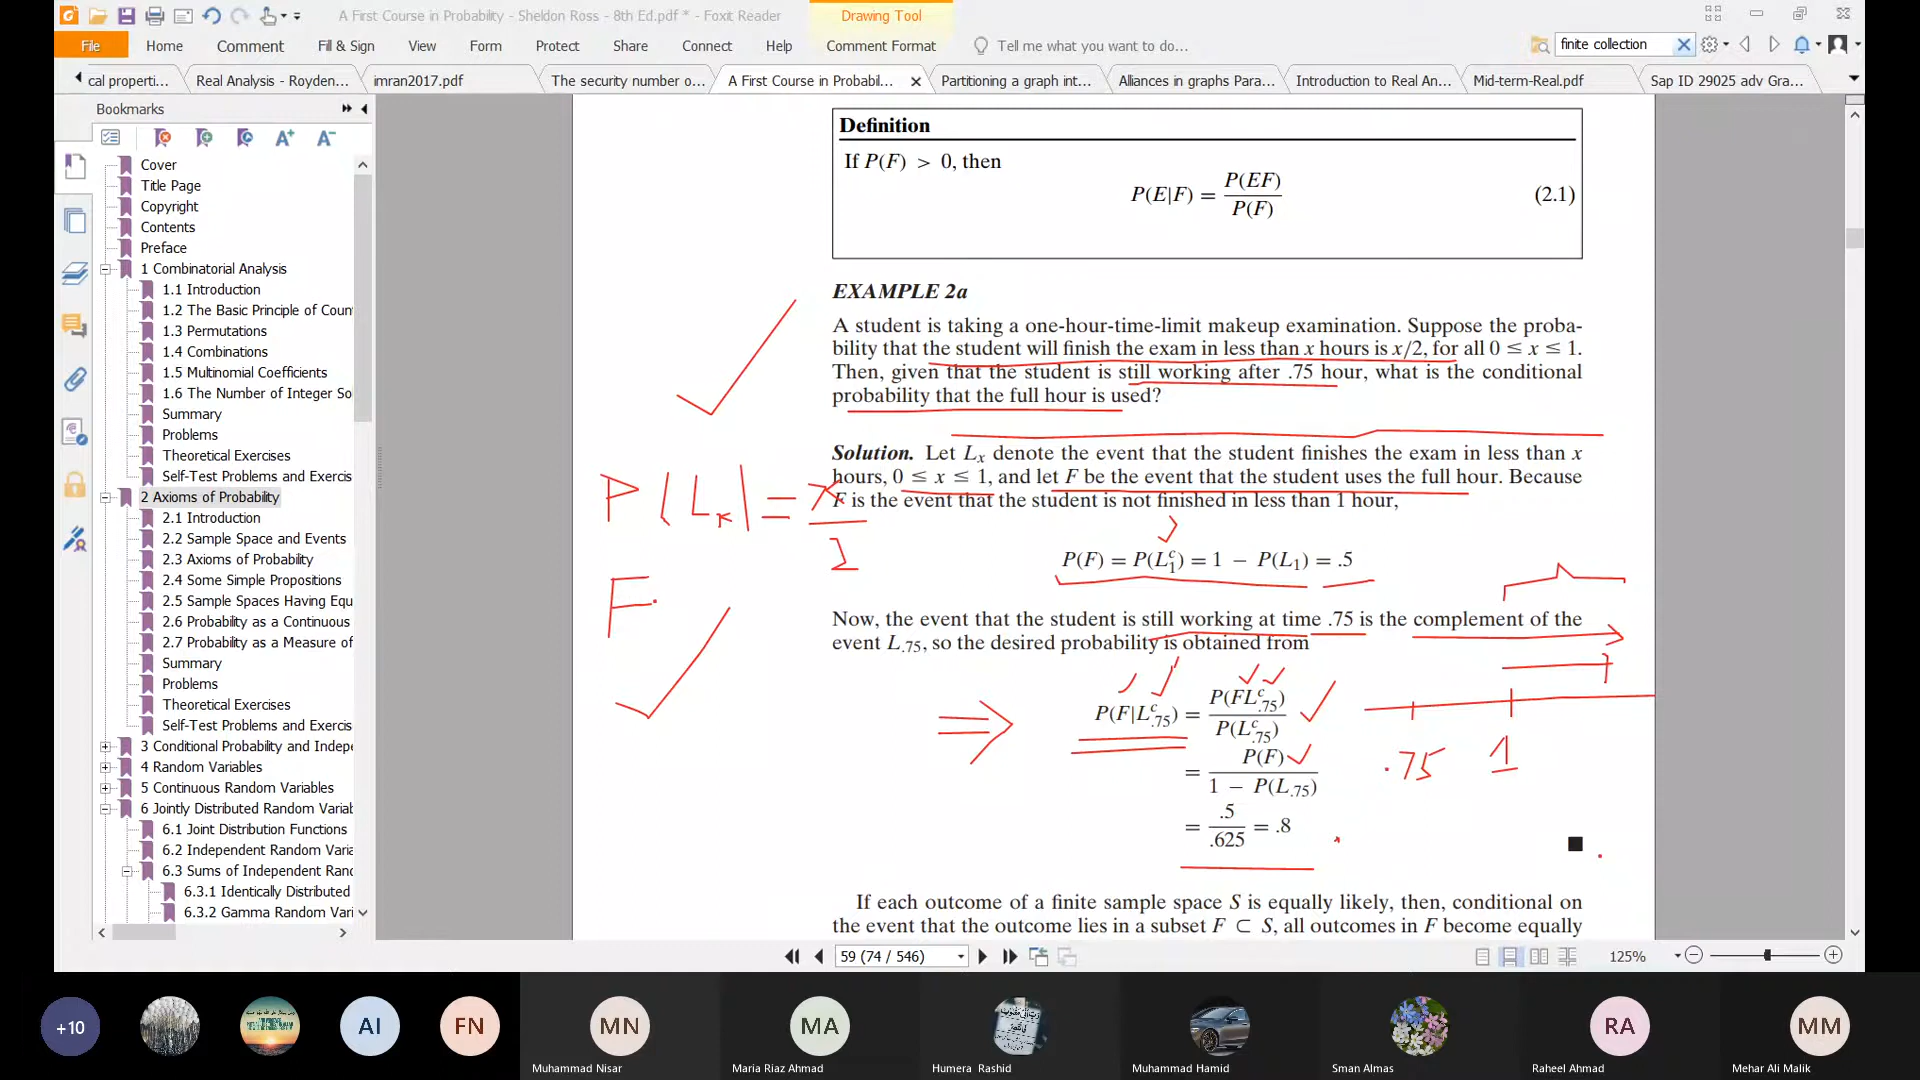 A First Course in Probability - Sheldon Ross - 8th Ed.pdf * - Foxit Reader
Drawing Tool
File Home Comment Fill & Sign View Form Protect Share Connect Help Comment Format Tell me what you want to do... finite collection
cal properti... Real Analysis - Royden... imran2017.pdf The security number o... A First Course in Probabil... Partitioning a graph int... Alliances in graphs Para... Introduction to Real An... Mid-term-Real.pdf Sap ID 29025 adv Gra...
Bookmarks
Cover
Title Page
Copyright
Contents
Preface
1 Combinatorial Analysis
1.1 Introduction
1.2 The Basic Principle of Coun
1.3 Permutations
1.4 Combinations
1.5 Multinomial Coefficients
1.6 The Number of Integer So
Summary
Problems
Theoretical Exercises
Self-Test Problems and Exercis
2 Axioms of Probability
2.1 Introduction
2.2 Sample Space and Events
2.3 Axioms of Probability
2.4 Some Simple Propositions
2.5 Sample Spaces Having Equ
2.6 Probability as a Continuous
2.7 Probability as a Measure of
Summary
Problems
Theoretical Exercises
Self-Test Problems and Exercis
3 Conditional Probability and Indepe
4 Random Variables
5 Continuous Random Variables
6 Jointly Distributed Random Variab
6.1 Joint Distribution Functions
6.2 Independent Random Varia
6.3 Sums of Independent Rand
6.3.1 Identically Distributed
6.3.2 Gamma Random Vari
Definition
If P(F) > 0, then
P(E|F) = P(EF) / P(F) (2.1)
EXAMPLE 2a
A student is taking a one-hour-time-limit makeup examination. Suppose the proba-
bility that the student will finish the exam in less than x hours is x/2, for all 0 ≤ x ≤ 1.
Then, given that the student is still working after .75 hour, what is the conditional
probability that the full hour is used?
Solution. Let Lx denote the event that the student finishes the exam in less than x
hours, 0 ≤ x ≤ 1, and let F be the event that the student uses the full hour. Because
F is the event that the student is not finished in less than 1 hour,
P(F) = P(L₁ᶜ) = 1 − P(L₁) = .5
Now, the event that the student is still working at time .75 is the complement of the
event L.75, so the desired probability is obtained from
P(F|Lᶜ.75) = P(FLᶜ.75) / P(Lᶜ.75)
= P(F) / 1 − P(L.75)
= .5 / .625 = .8
If each outcome of a finite sample space S is equally likely, then, conditional on
the event that the outcome lies in a subset F ⊂ S, all outcomes in F become equally
P(Lx) = x / 2
F
.75 1
59 (74 / 546)
125%
+10 AI FN MN MA RA MM
Muhammad Nisar Maria Riaz Ahmad Humera Rashid Muhammad Hamid Sman Almas Raheel Ahmad Mehar Ali Malik